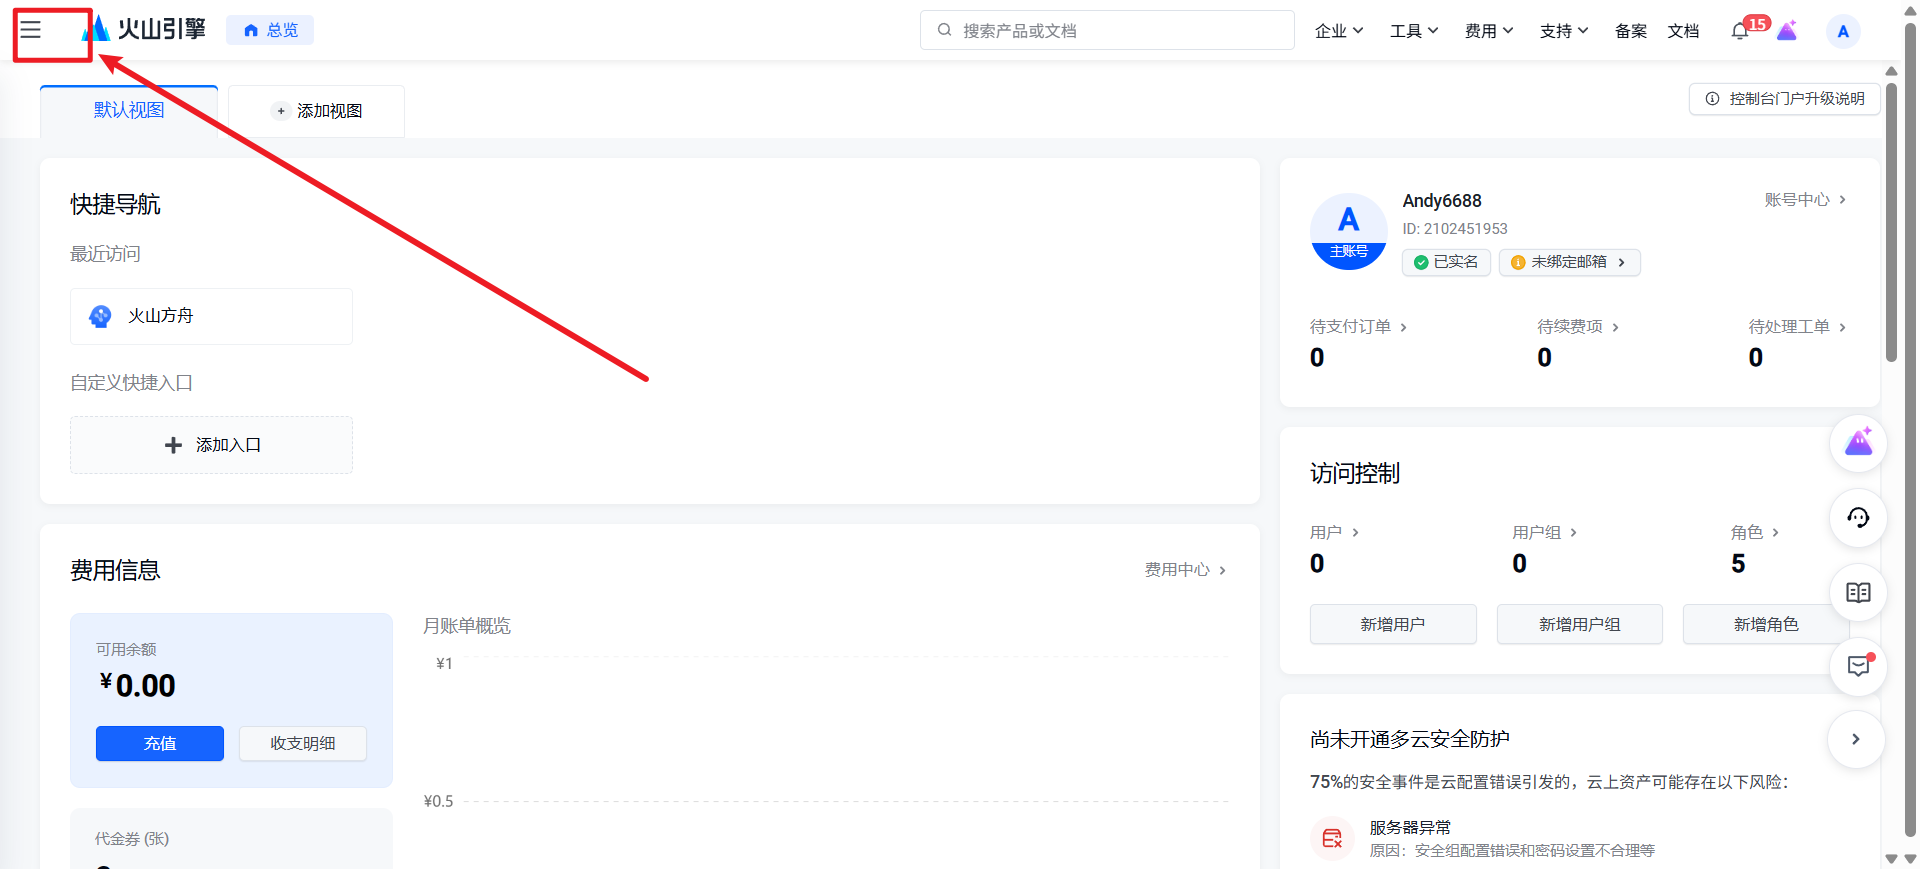 火山引擎
总览
搜索产品或文档
企业
工具
费用
支持
备案
文档
15
A
默认视图
+ 添加视图
控制台门户升级说明
快捷导航
最近访问
火山方舟
自定义快捷入口
添加入口
A
主账号
Andy6688
账号中心
ID: 2102451953
已实名
未绑定邮箱
待支付订单
待续费项
待处理工单
0
0
0
访问控制
用户
用户组
角色
0
0
5
新增用户
新增用户组
新增角色
费用信息
费用中心
可用余额
¥0.00
充值
收支明细
月账单概览
¥1
¥0.5
代金券 (张)
尚未开通多云安全防护
75%的安全事件是云配置错误引发的，云上资产可能存在以下风险：
服务器异常
原因：安全组配置错误和密码设置不合理等